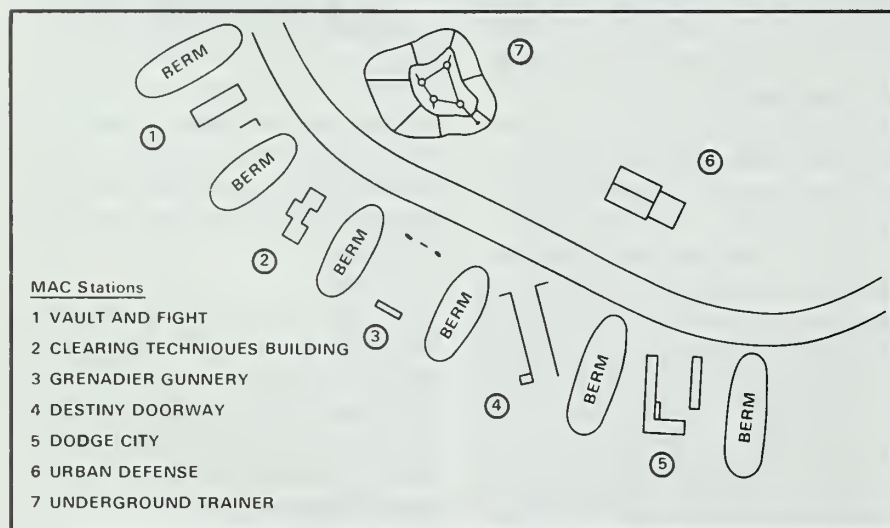 BERM
7
1
BERM
6
2
BERM
MAC Stations
1 VAULT AND FIGHT
2 CLEARING TECHNIOUES BUILDING
3 GRENADIER GUNNERY
4 DESTINY DOORWAY
5 DODGE CITY
6 URBAN DEFENSE
7 UNDERGROUND TRAINER
3
BERM
4
BERM
5
BERM